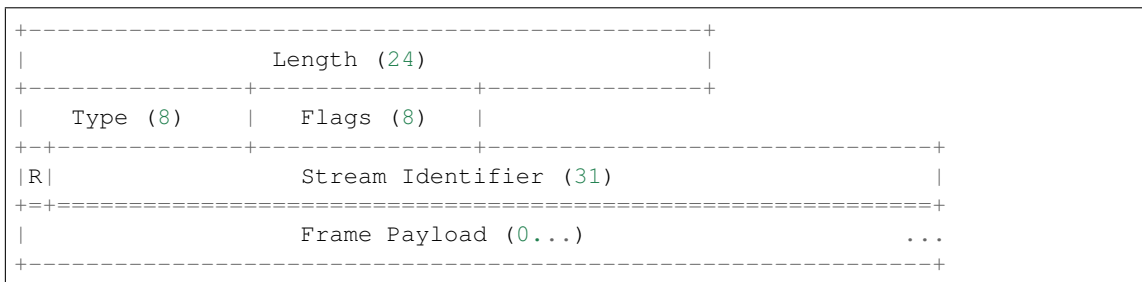 +-----------------------------------------------+
|                 Length (24)                   |
+---------------+---------------+---------------+
|   Type (8)    |   Flags (8)   |
+-+-------------+---------------+-------------------------------+
|R|                 Stream Identifier (31)                      |
+=+=============================================================+
|                   Frame Payload (0...)                      ...
+---------------------------------------------------------------+